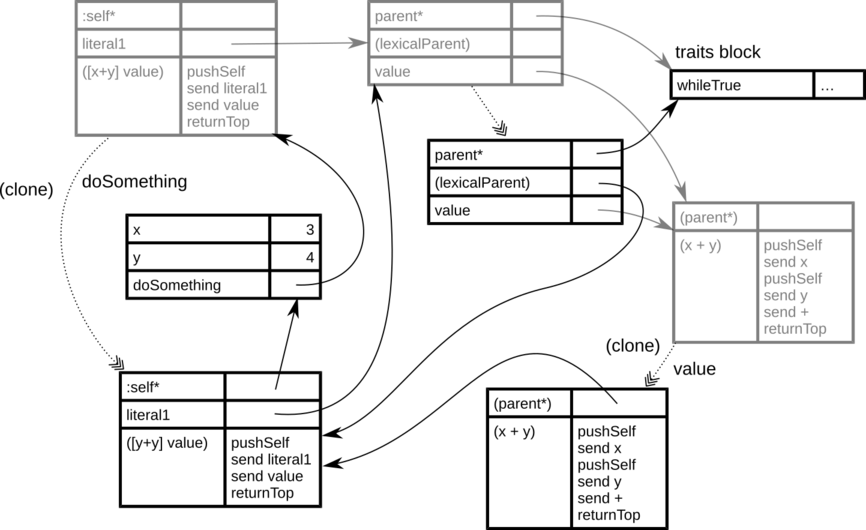 :self*
literal1
([x+y] value) pushSelf
send literal1
send value
returnTop
parent*
(lexicalParent)
value
traits block
whileTrue ...
(clone)
doSomething
parent*
(lexicalParent)
value
x 3
y 4
doSomething
(parent*)
(x + y) pushSelf
send x
pushSelf
send y
send +
returnTop
(clone)
value
:self*
literal1
([y+y] value) pushSelf
send literal1
send value
returnTop
(parent*)
(x + y) pushSelf
send x
pushSelf
send y
send +
returnTop